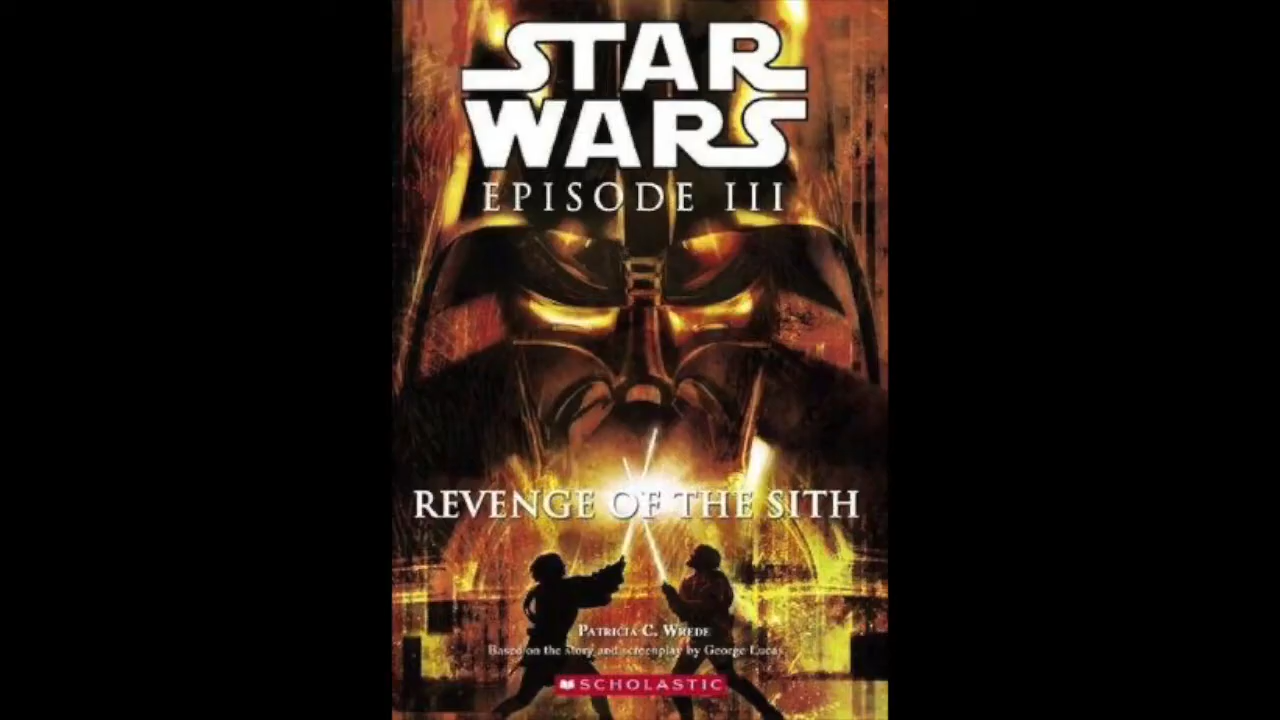 STAR
WARS
EPISODE III
REVENGE OF THE SITH
PATRICIA C. WREDE
Based on the story and screenplay by George Lucas
SCHOLASTIC